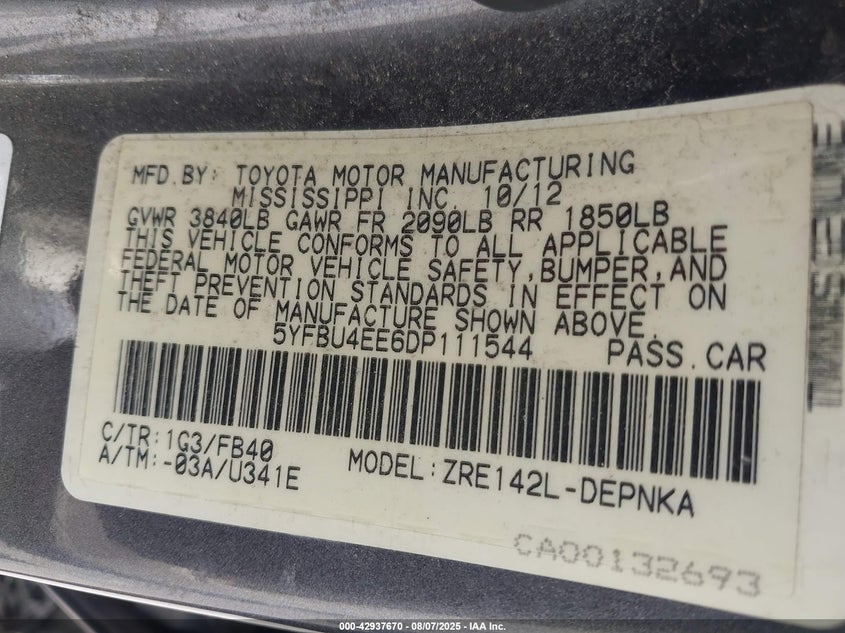 MFD.BY: TOYOTA MOTOR MANUFACTURING
MISSISSIPPI INC. 10/12
GVWR 3840LB GAWR FR 2090LB RR 1850LB
THIS VEHICLE CONFORMS TO ALL APPLICABLE
FEDERAL MOTOR VEHICLE SAFETY,BUMPER,AND
THEFT PREVENTION STANDARDS IN EFFECT ON
THE DATE OF MANUFACTURE SHOWN ABOVE.
5YFBU4EE6DP111544 PASS.CAR
C/TR:1G3/FB40
A/TM:-03A/U341E MODEL:ZRE142L-DEPNKA
CA00132693
000-42937670 - 08/07/2025 - IAA Inc.